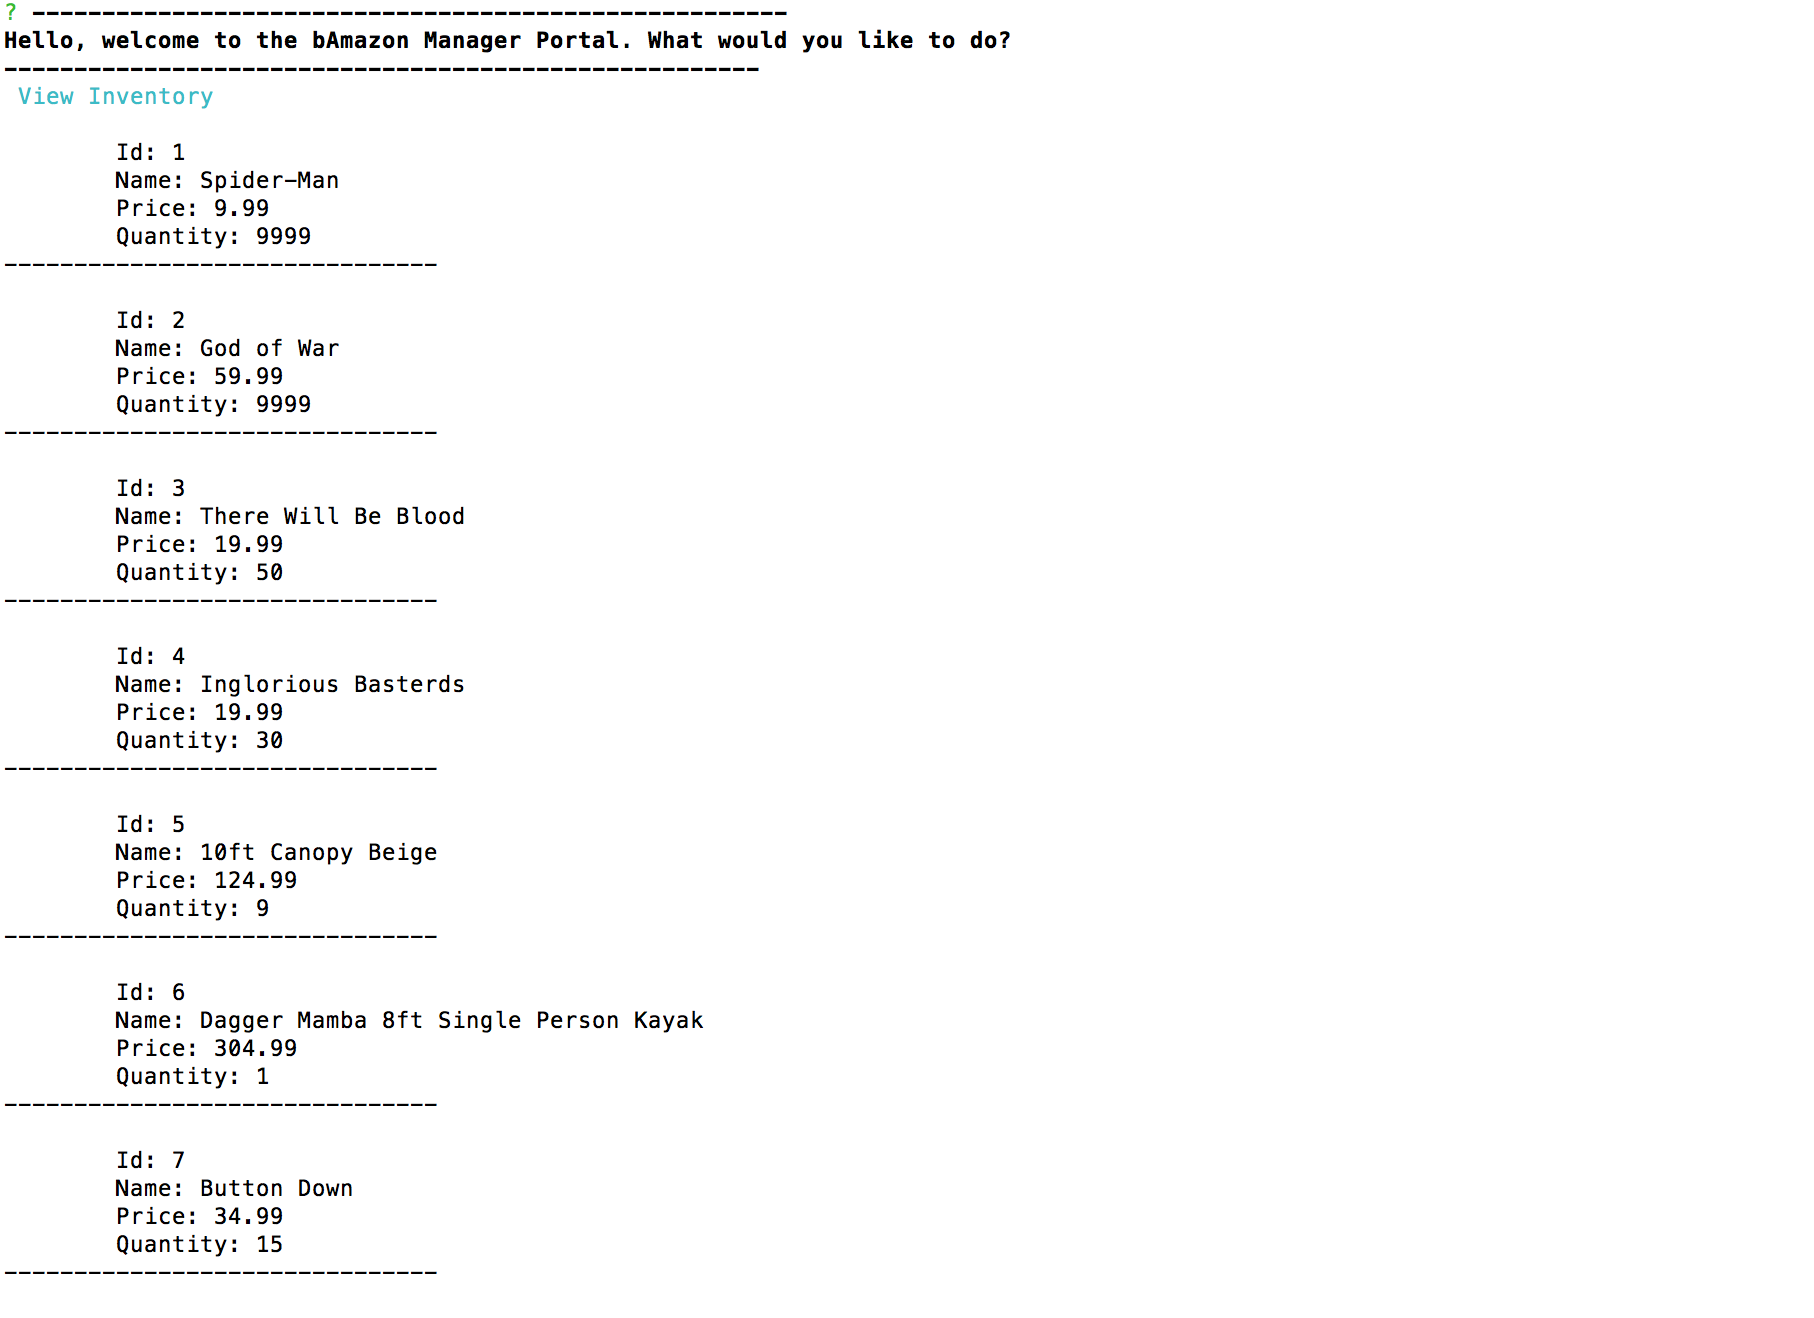 ? ------------------------------------------------------
Hello, welcome to the bAmazon Manager Portal. What would you like to do?
------------------------------------------------------
View Inventory
Id: 1
Name: Spider-Man
Price: 9.99
Quantity: 9999
-------------------------------
Id: 2
Name: God of War
Price: 59.99
Quantity: 9999
-------------------------------
Id: 3
Name: There Will Be Blood
Price: 19.99
Quantity: 50
-------------------------------
Id: 4
Name: Inglorious Basterds
Price: 19.99
Quantity: 30
-------------------------------
Id: 5
Name: 10ft Canopy Beige
Price: 124.99
Quantity: 9
-------------------------------
Id: 6
Name: Dagger Mamba 8ft Single Person Kayak
Price: 304.99
Quantity: 1
-------------------------------
Id: 7
Name: Button Down
Price: 34.99
Quantity: 15
-------------------------------